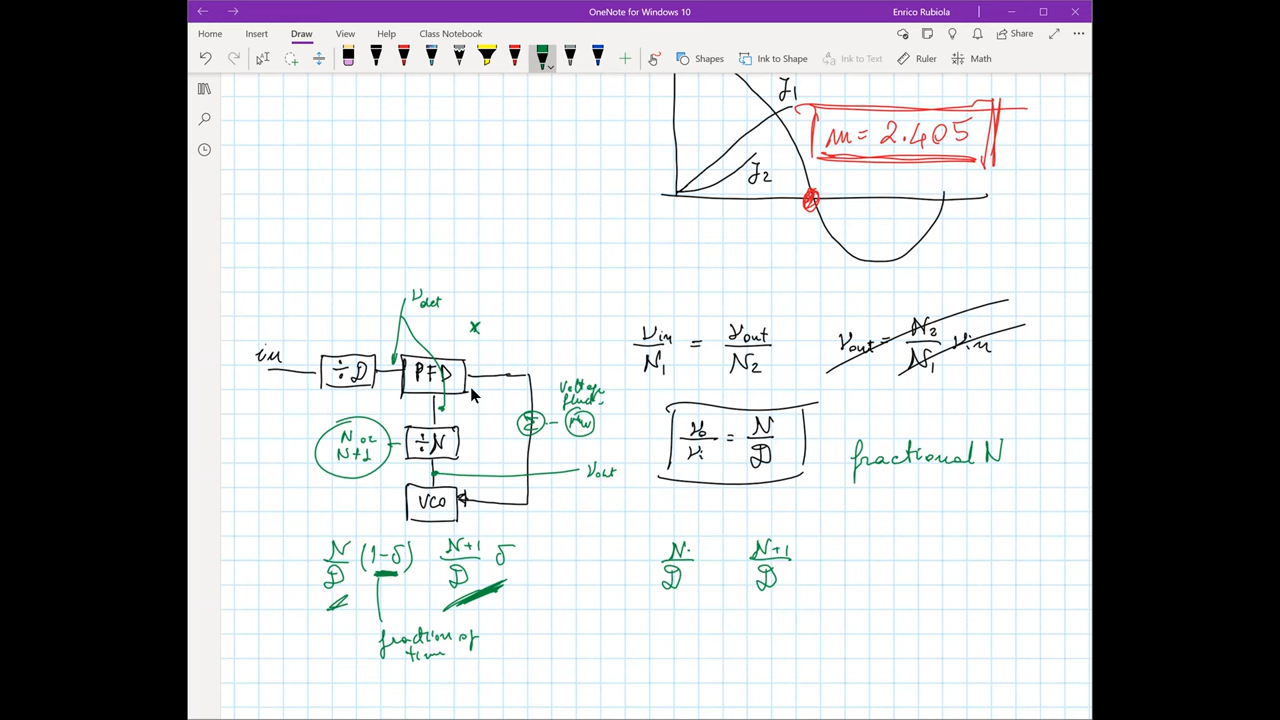 OneNote for Windows 10
Enrico Rubiola
Home Insert Draw View Help Class Notebook
Share
Shapes
Ink to Shape
Ink to Text
Ruler
Math
J1
m = 2.405
J2
νdet
in
÷D
PFD
÷N
N or
N+1
VCO
Voltage
νout
νin/N1 = νout/N2
νout = N2/N1 νin
ν0/νi = N/D
fractional N
N/D (1-δ) N+1/D δ
N/D N+1/D
fraction of
time